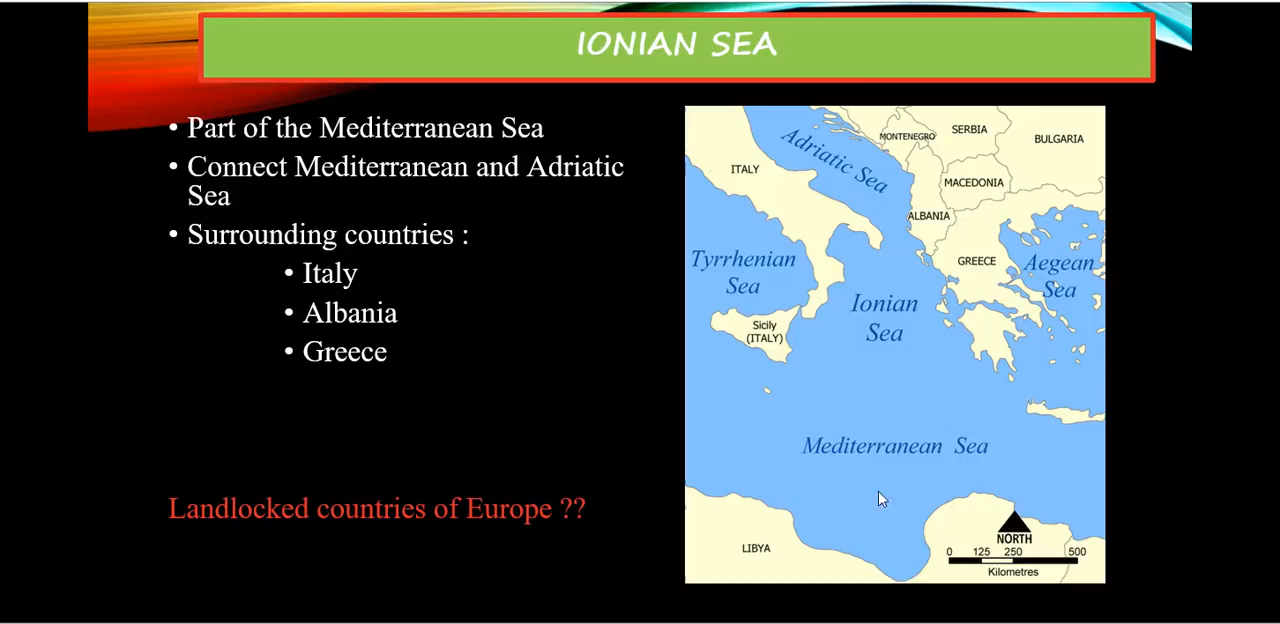 IONIAN SEA
• Part of the Mediterranean Sea
• Connect Mediterranean and Adriatic
Sea
• Surrounding countries :
• Italy
• Albania
• Greece
Landlocked countries of Europe ??
Adriatic Sea
MONTENEGRO
SERBIA
BULGARIA
ITALY
MACEDONIA
ALBANIA
Tyrrhenian
Sea
GREECE
Aegean
Sea
Ionian
Sea
Sicily
(ITALY)
Mediterranean Sea
LIBYA
NORTH
0 125 250 500
Kilometres